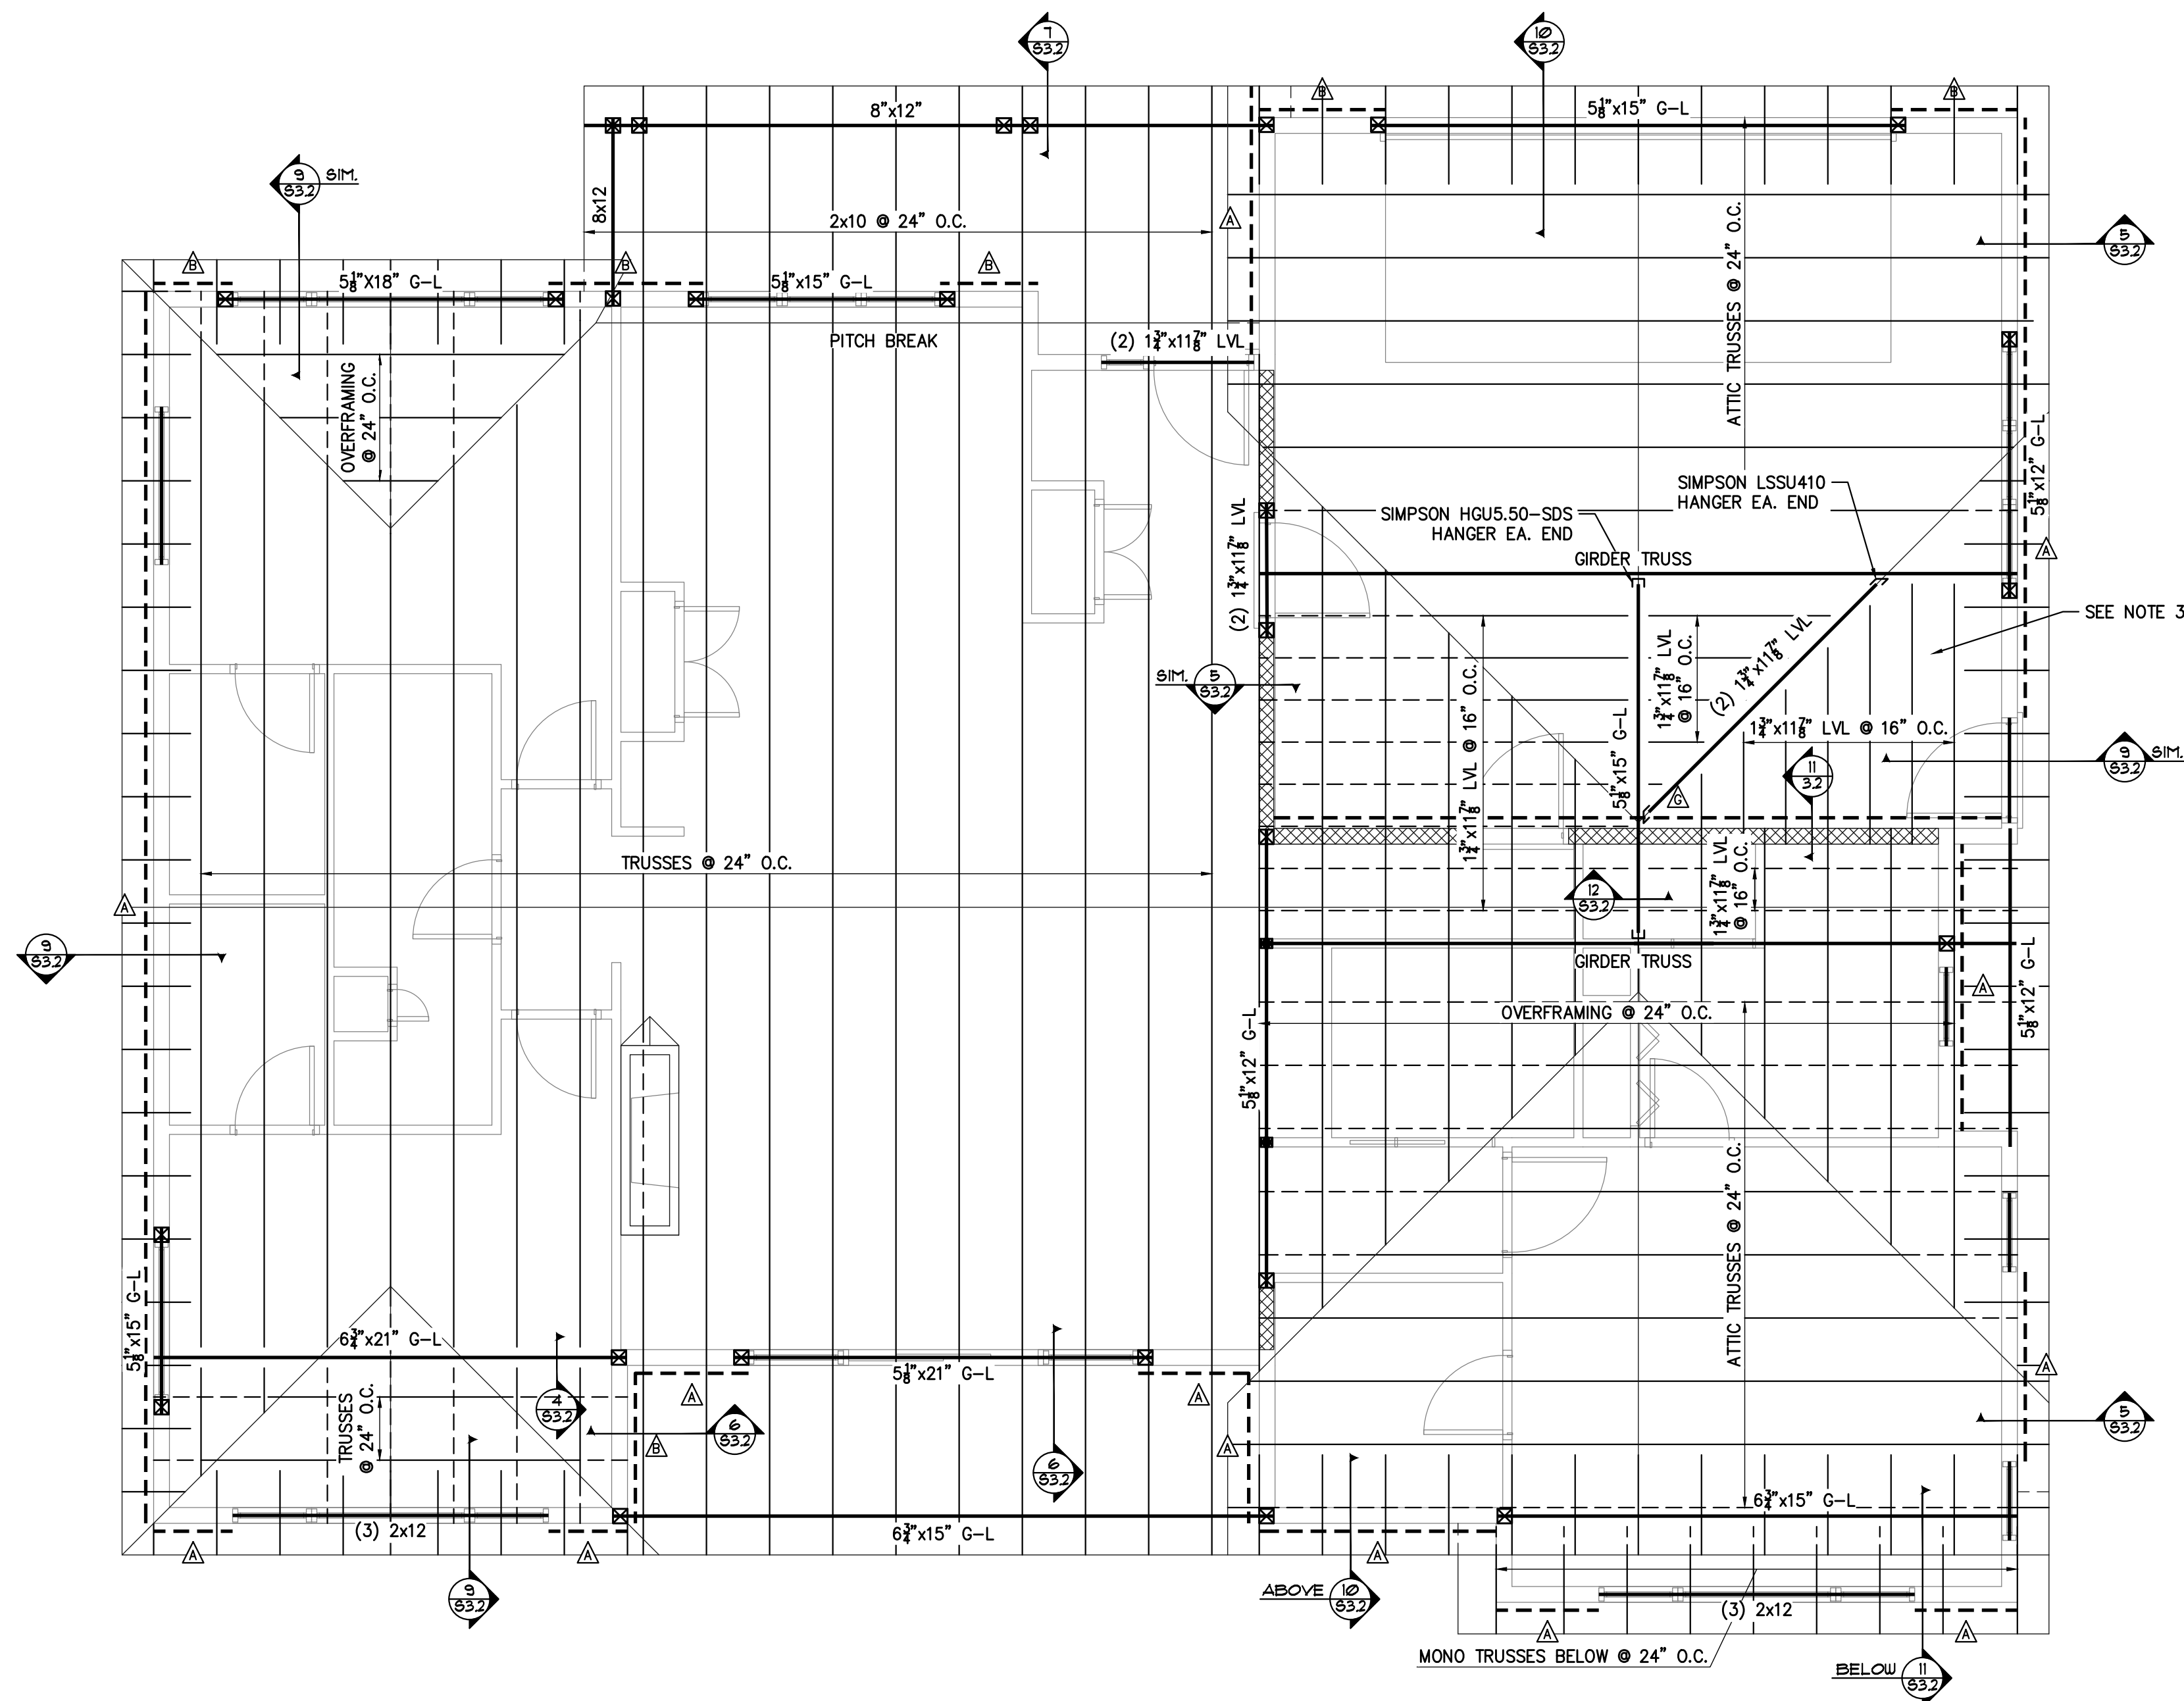 7
S3.2
10
S3.2
B
B
8"x12"
5⅛"x15" G-L
9
S3.2
SIM.
8x12
2x10 @ 24" O.C.
A
ATTIC TRUSSES @ 24" O.C.
5
S3.2
B
B
B
5⅛"X18" G-L
5⅛"x15" G-L
PITCH BREAK
(2) 1¾"x11⅞" LVL
OVERFRAMING
@ 24" O.C.
5⅛"x12" G-L
SIMPSON LSSU410
HANGER EA. END
SIMPSON HGU5.50-SDS
HANGER EA. END
(2) 1¾"x11⅞" LVL
GIRDER TRUSS
A
SEE NOTE 3
SIM.
5
S3.2
1¾"x11⅞" LVL @ 16" O.C.
5⅛"x15" G-L
1¾"x11⅞" LVL
@ 16" O.C.
(2) 1¾"x11⅞" LVL
1¾"x11⅞" LVL @ 16" O.C.
9
S3.2
SIM.
11
3.2
G
TRUSSES @ 24" O.C.
1¾"x11⅞" LVL
@ 16" O.C.
12
S3.2
A
9
S3.2
GIRDER TRUSS
A
5⅛"x12" G-L
OVERFRAMING @ 24" O.C.
5⅛"x12" G-L
ATTIC TRUSSES @ 24" O.C.
5⅛"x15" G-L
6¾"x21" G-L
5⅛"x21" G-L
A
TRUSSES
@ 24" O.C.
4
S3.2
A
A
6
S3.2
B
6
S3.2
A
5
S3.2
6¾"x15" G-L
(3) 2x12
6¾"x15" G-L
A
A
A
9
S3.2
ABOVE
10
S3.2
(3) 2x12
A
A
MONO TRUSSES BELOW @ 24" O.C.
BELOW
11
S3.2